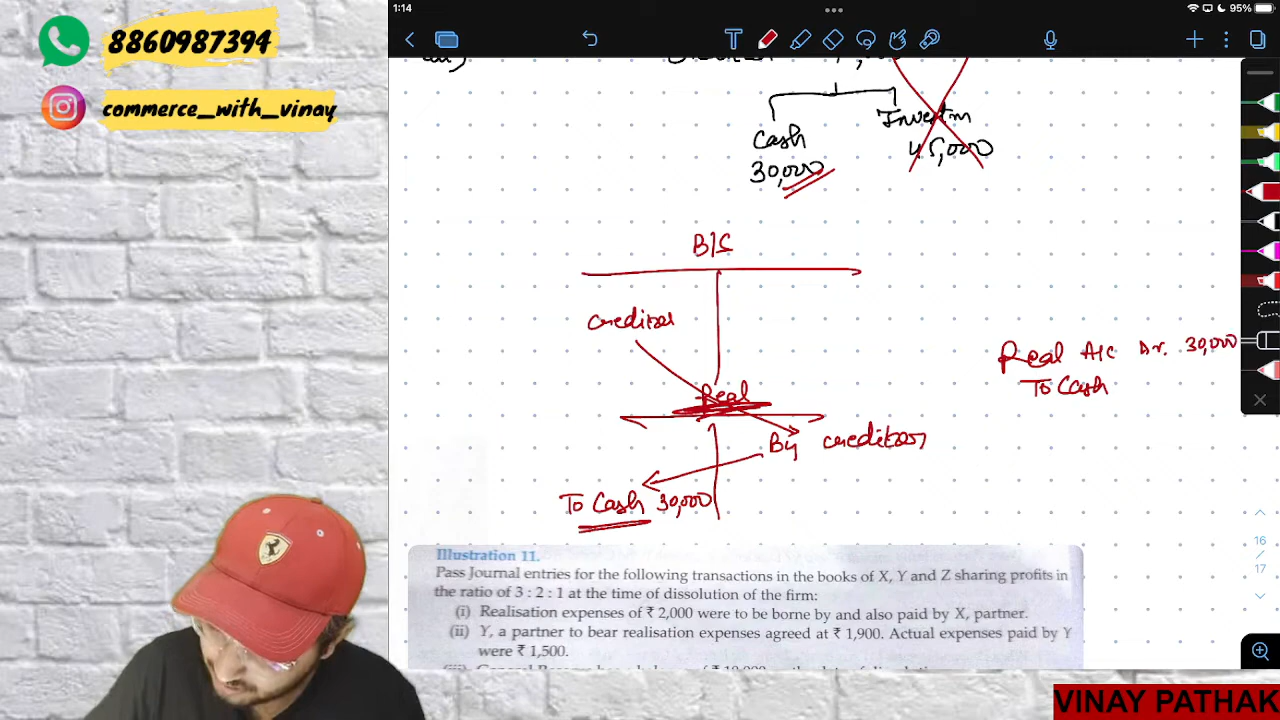 8860987394
commerce_with_vinay
1:14
95%
T
Cash
30,000
Investm
45,000
B/S
creditor
Real
By creditor
To Cash 30,000
Real A/C Dr. 30,000
To Cash
16
/
17
Illustration 11.
Pass Journal entries for the following transactions in the books of X, Y and Z sharing profits in
the ratio of 3 : 2 : 1 at the time of dissolution of the firm:
(i) Realisation expenses of ₹ 2,000 were to be borne by and also paid by X, partner.
(ii) Y, a partner to bear realisation expenses agreed at ₹ 1,900. Actual expenses paid by Y
were ₹ 1,500.
VINAY PATHAK